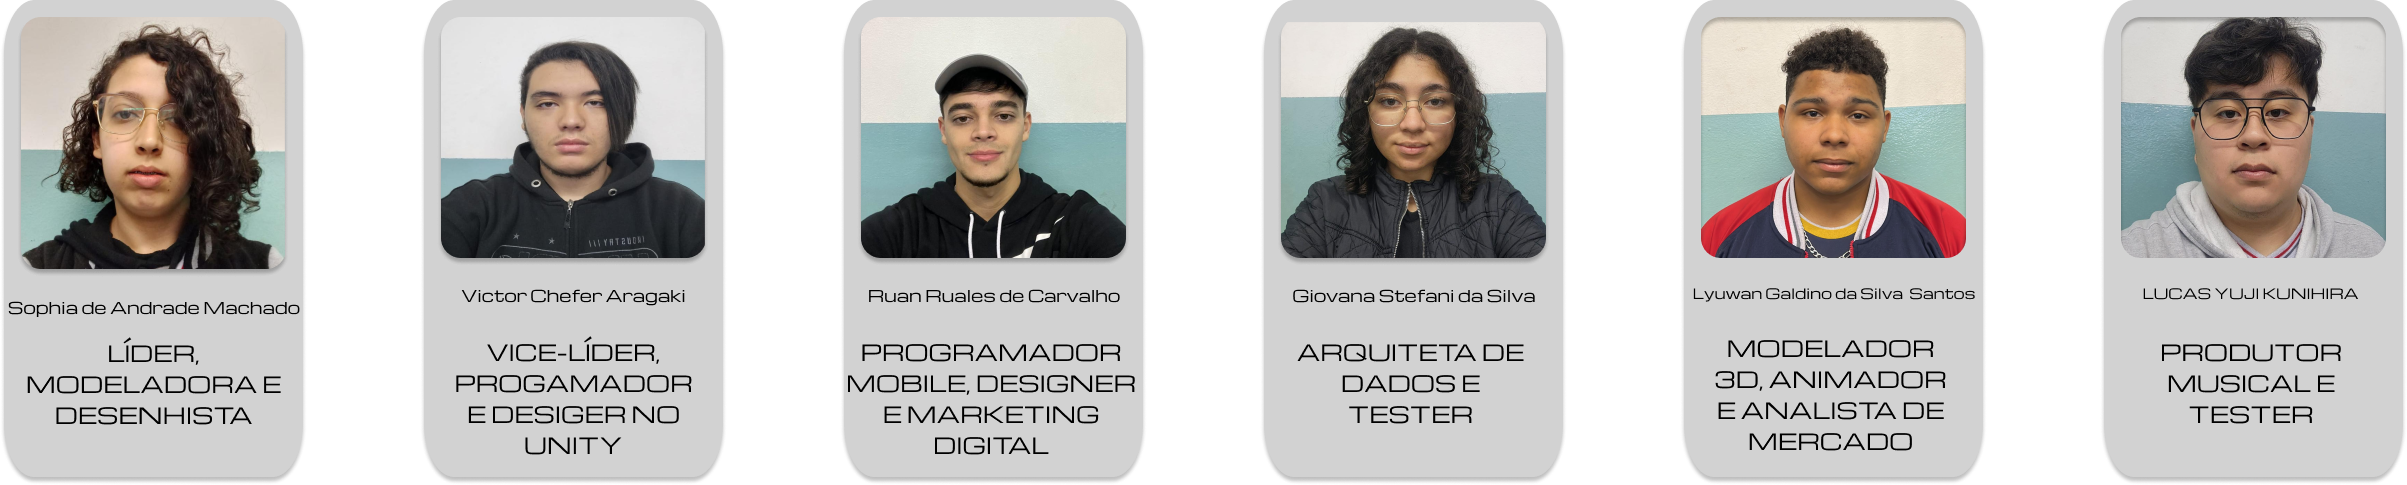 Sophia de Andrade Machado
LÍDER,
MODELADORA E
DESENHISTA
Victor Chefer Aragaki
VICE-LÍDER,
PROGAMADOR
E DESIGER NO
UNITY
Ruan Ruales de Carvalho
PROGRAMADOR
MOBILE, DESIGNER
E MARKETING
DIGITAL
Giovana Stefani da Silva
ARQUITETA DE
DADOS E
TESTER
Lyuwan Galdino da Silva Santos
MODELADOR
3D, ANIMADOR
E ANALISTA DE
MERCADO
LUCAS YUJI KUNIHIRA
PRODUTOR
MUSICAL E
TESTER